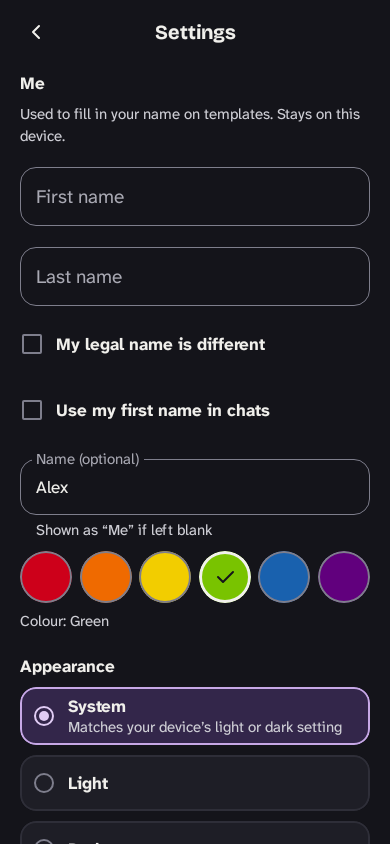 Settings
Me
Used to fill in your name on templates. Stays on this
device.
First name
Last name
My legal name is different
Use my first name in chats
Name (optional)
Alex
Shown as “Me” if left blank
Colour: Green
Appearance
System
Matches your device’s light or dark setting
Light